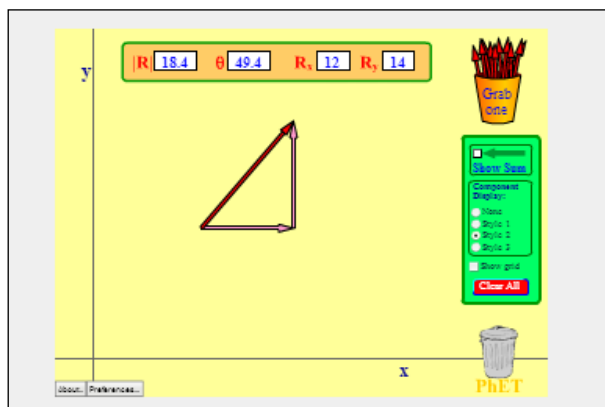 y
|R| 18.4 θ 49.4 Rx 12 Ry 14
Grab
one
Show Sum
Component
Display:
None
Style 1
Style 2
Style 3
Show grid
Clear All
x
PhET
About... Preferences...